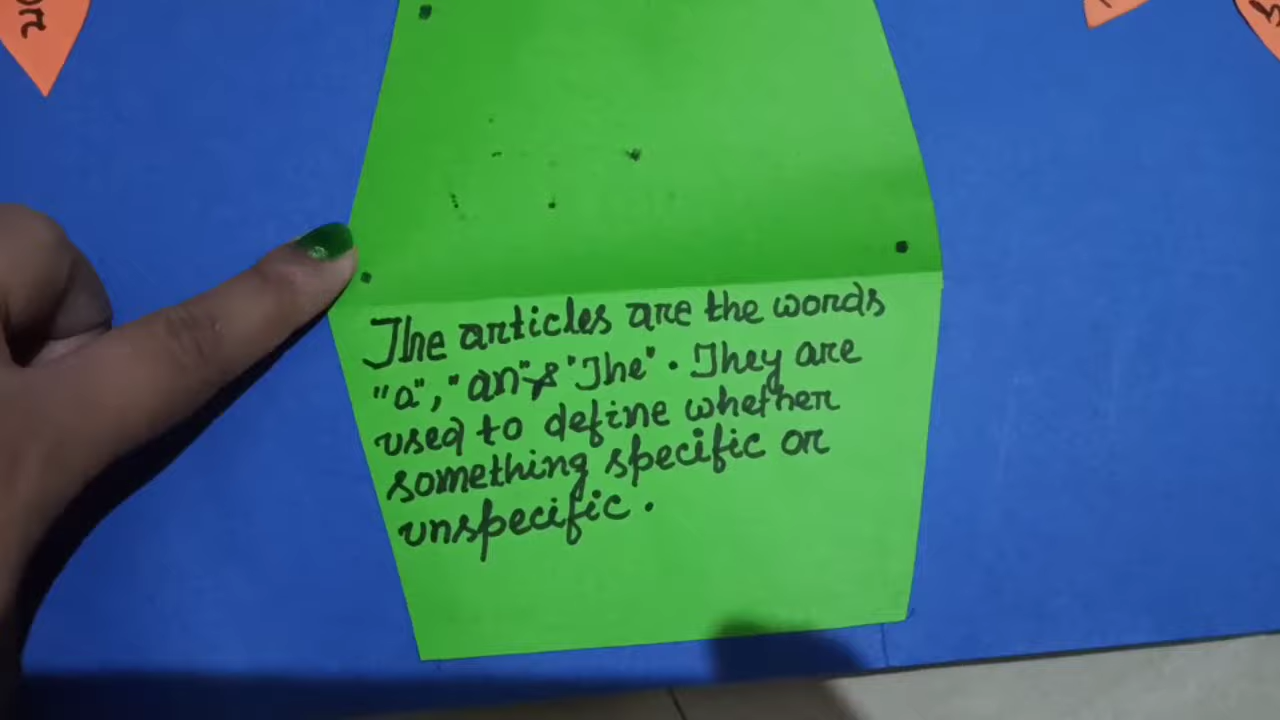 The articles are the words
"a", "an" & "The". They are
used to define whether
something specific or
unspecific.